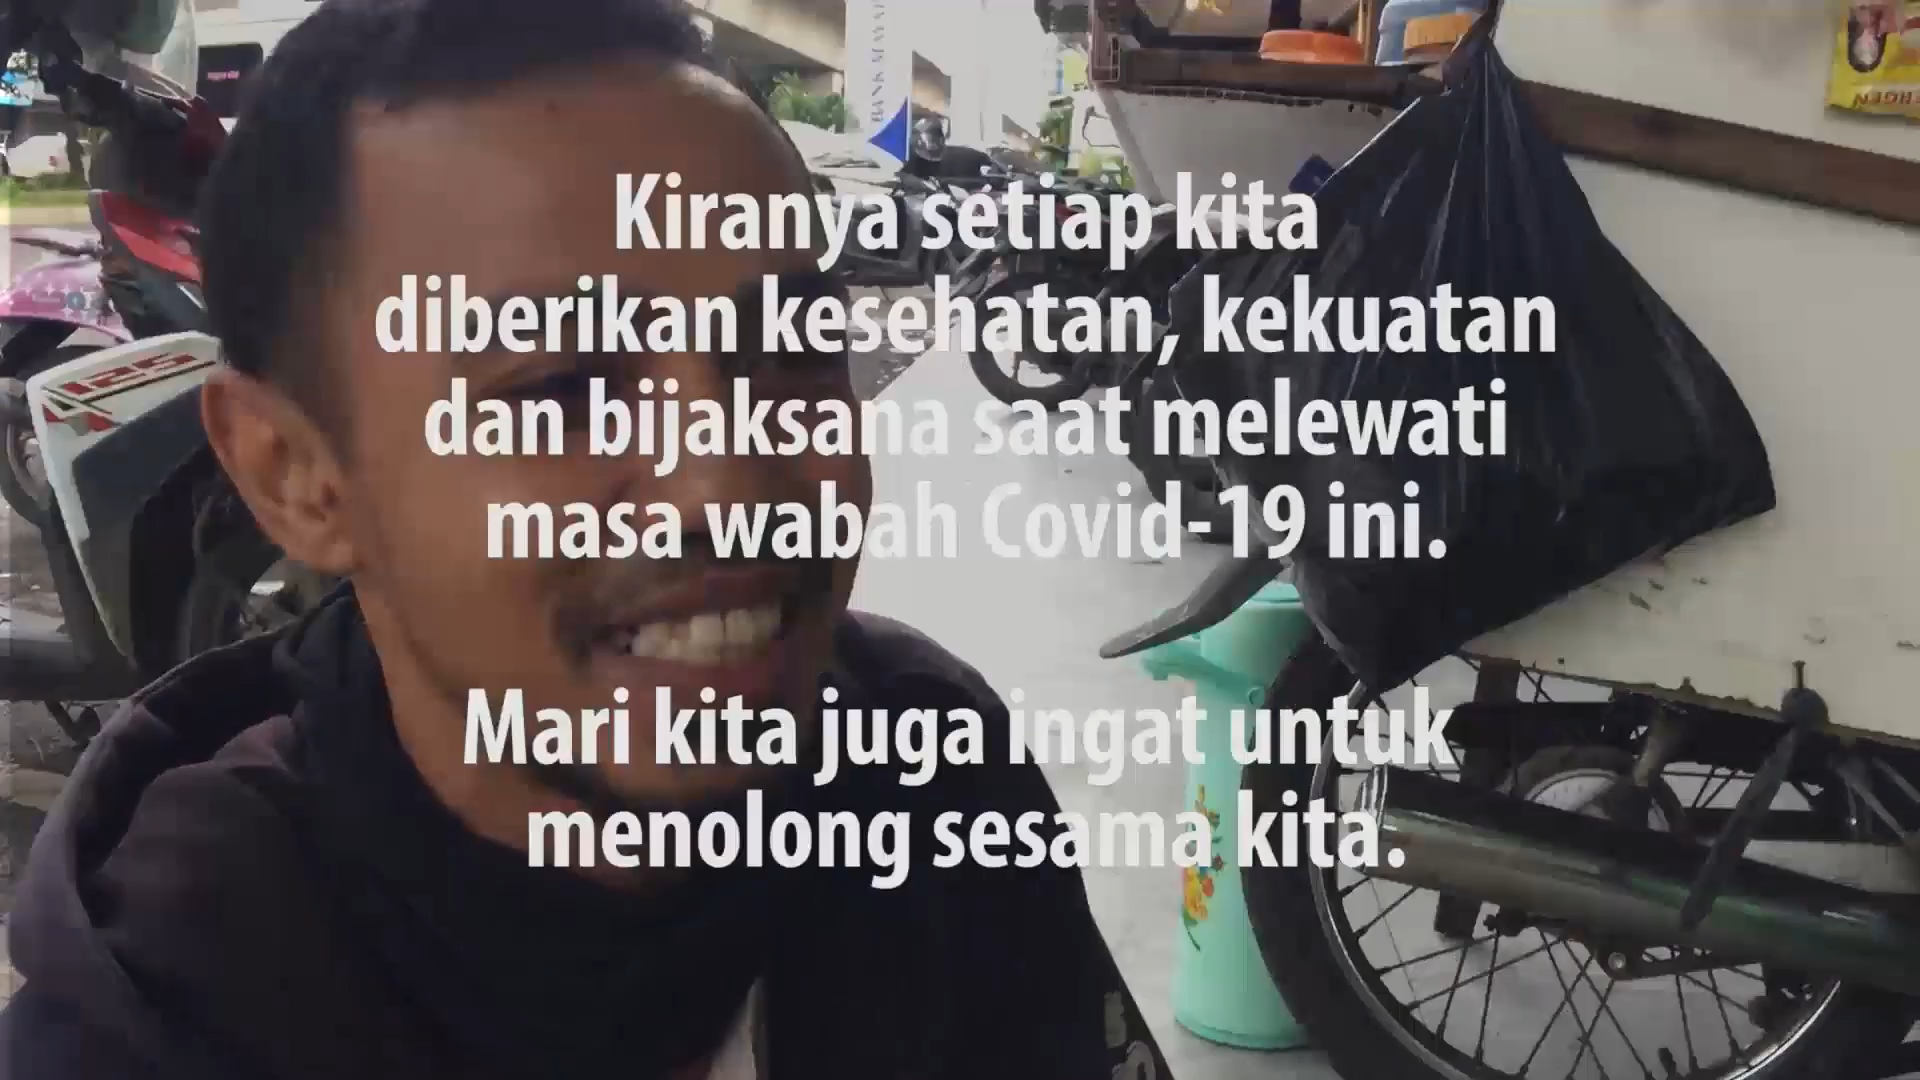 Kiranya setiap kita
diberikan kesehatan, kekuatan
dan bijaksana saat melewati
masa wabah Covid-19 ini.
Mari kita juga ingat untuk
menolong sesama kita.
125